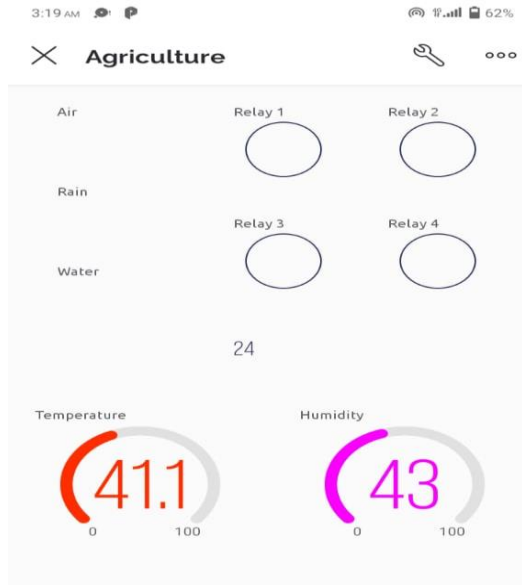 3:19 AM 62%
Agriculture
Air
Relay 1
Relay 2
Rain
Relay 3
Relay 4
Water
24
Temperature
Humidity
41.1
43
0 100
0 100